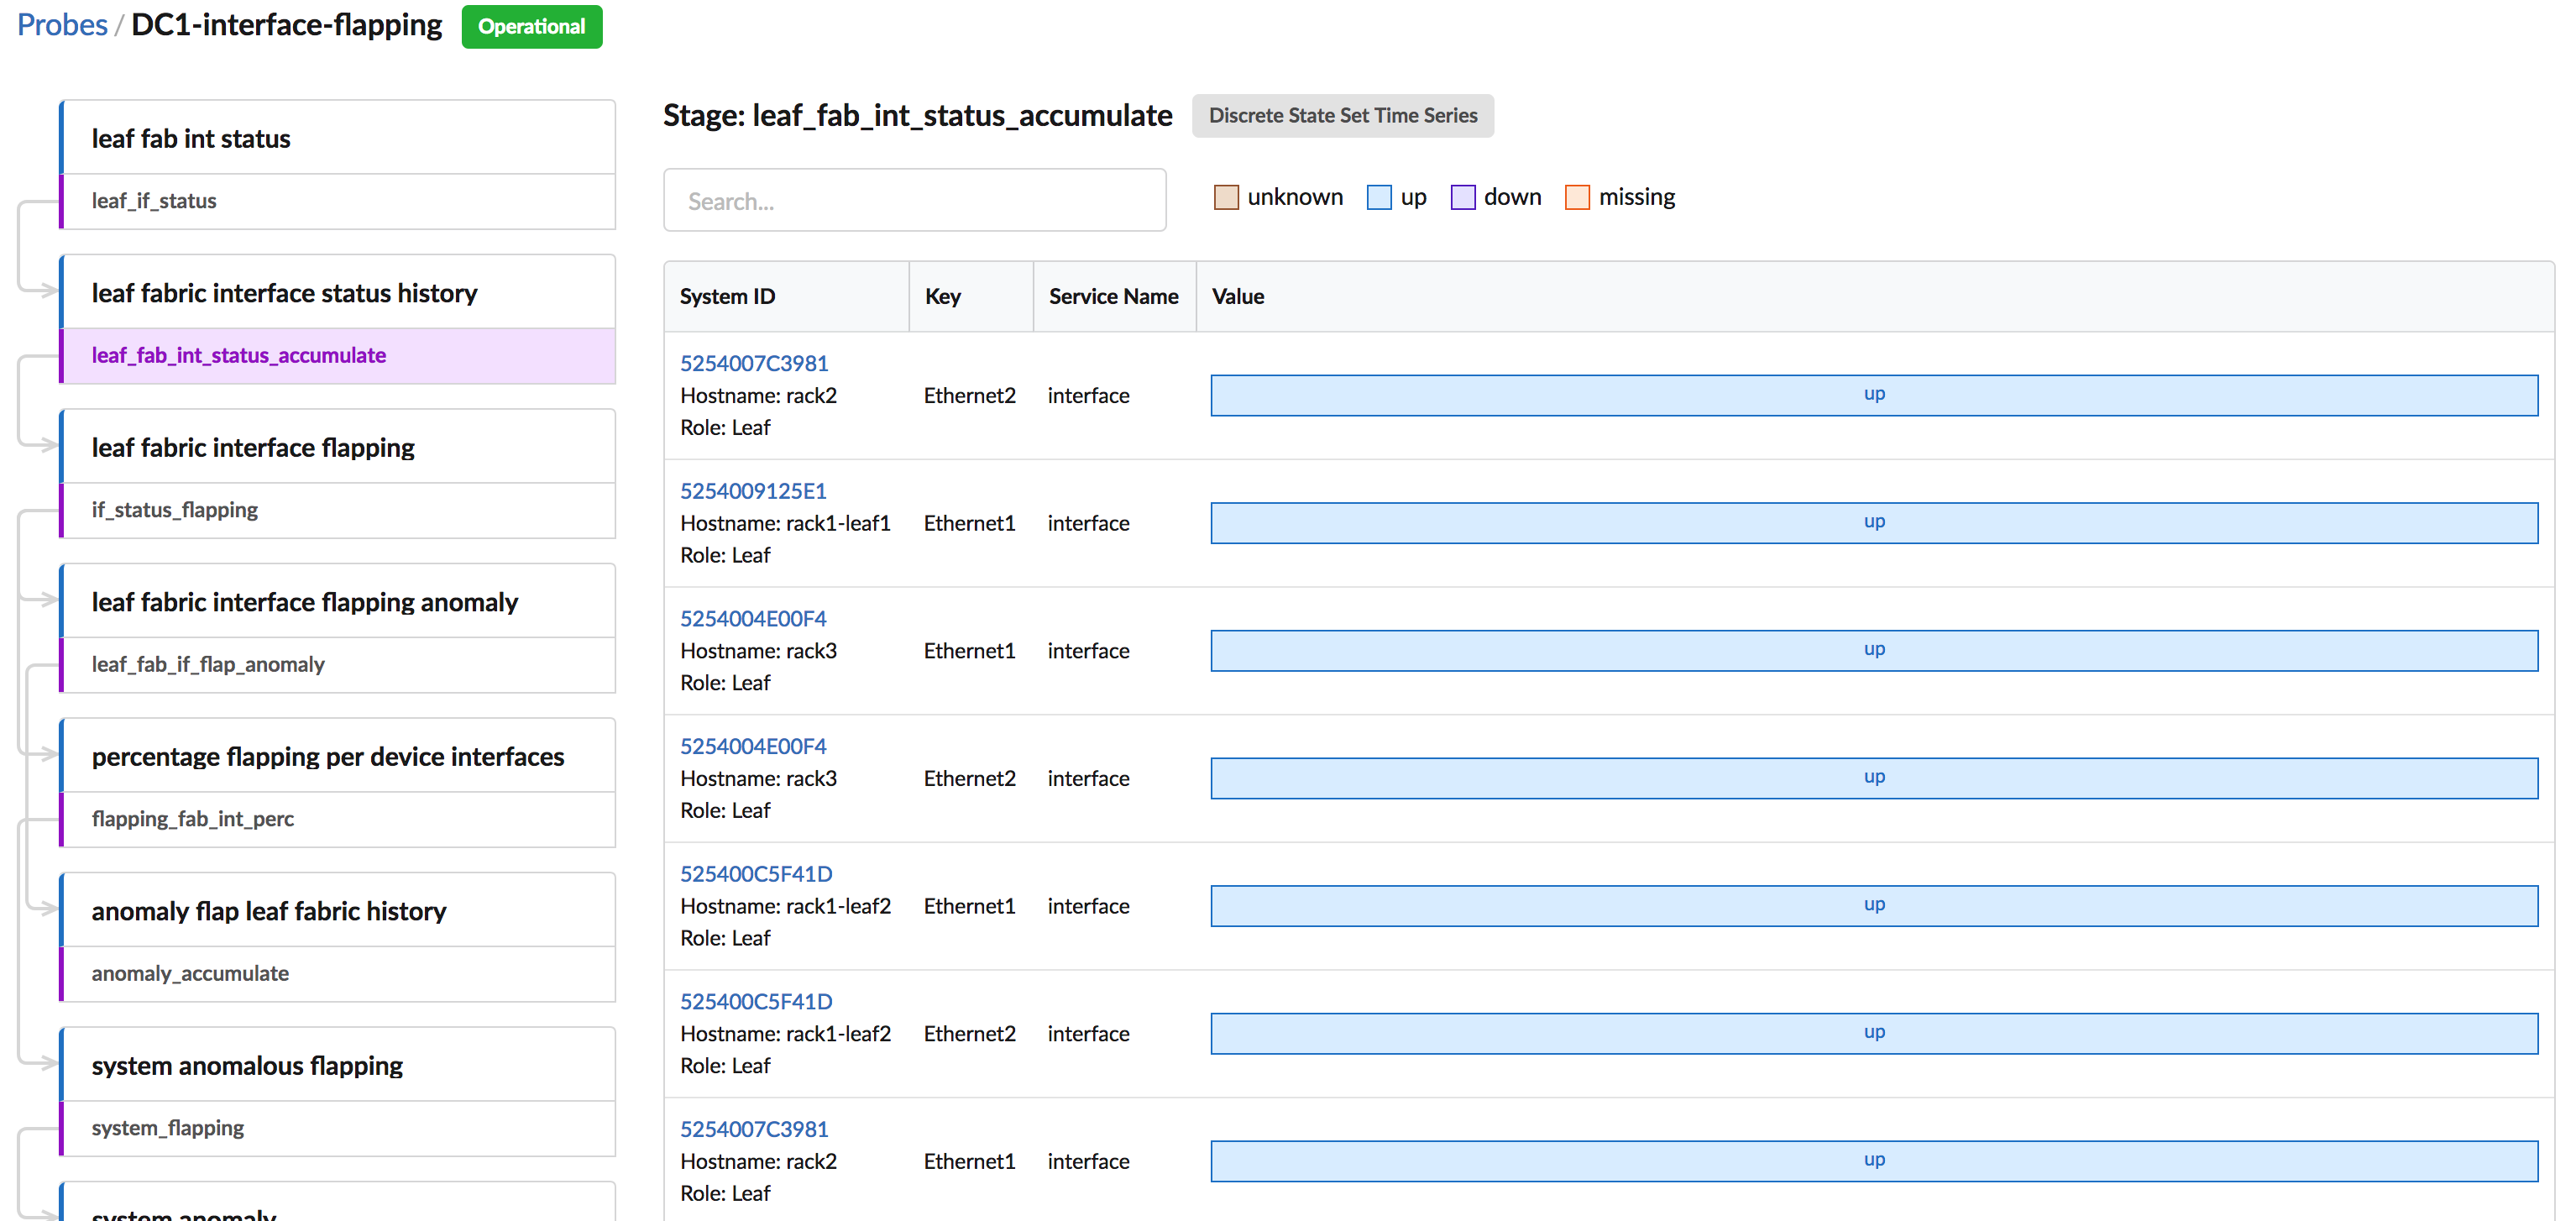 Probes / DC1-interface-flapping Operational
leaf fab int status
leaf_if_status
leaf fabric interface status history
leaf_fab_int_status_accumulate
leaf fabric interface flapping
if_status_flapping
leaf fabric interface flapping anomaly
leaf_fab_if_flap_anomaly
percentage flapping per device interfaces
flapping_fab_int_perc
anomaly flap leaf fabric history
anomaly_accumulate
system anomalous flapping
system_flapping
system anomaly
Stage: leaf_fab_int_status_accumulate Discrete State Set Time Series
Search... unknown up down missing
System ID Key Service Name Value
5254007C3981
Hostname: rack2 Ethernet2 interface up
Role: Leaf
5254009125E1
Hostname: rack1-leaf1 Ethernet1 interface up
Role: Leaf
5254004E00F4
Hostname: rack3 Ethernet1 interface up
Role: Leaf
5254004E00F4
Hostname: rack3 Ethernet2 interface up
Role: Leaf
525400C5F41D
Hostname: rack1-leaf2 Ethernet1 interface up
Role: Leaf
525400C5F41D
Hostname: rack1-leaf2 Ethernet2 interface up
Role: Leaf
5254007C3981
Hostname: rack2 Ethernet1 interface up
Role: Leaf